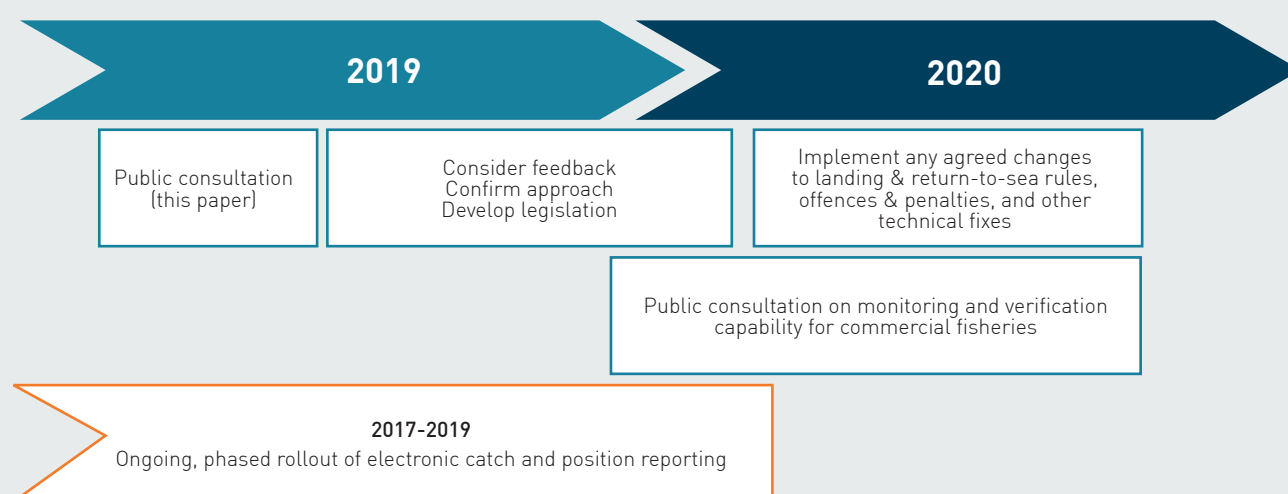 2019
2020
Public consultation
(this paper)
Consider feedback
Confirm approach
Develop legislation
Implement any agreed changes
to landing & return-to-sea rules,
offences & penalties, and other
technical fixes
Public consultation on monitoring and verification
capability for commercial fisheries
2017-2019
Ongoing, phased rollout of electronic catch and position reporting